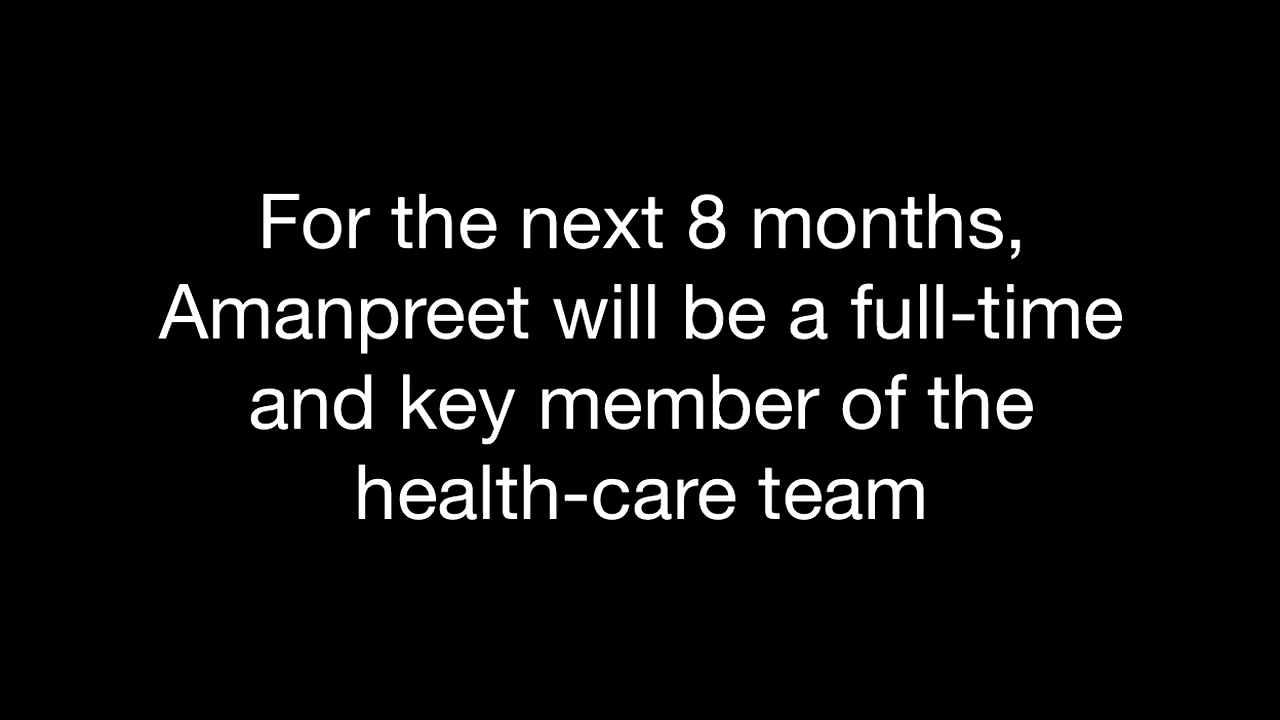 For the next 8 months,
Amanpreet will be a full-time
and key member of the
health-care team